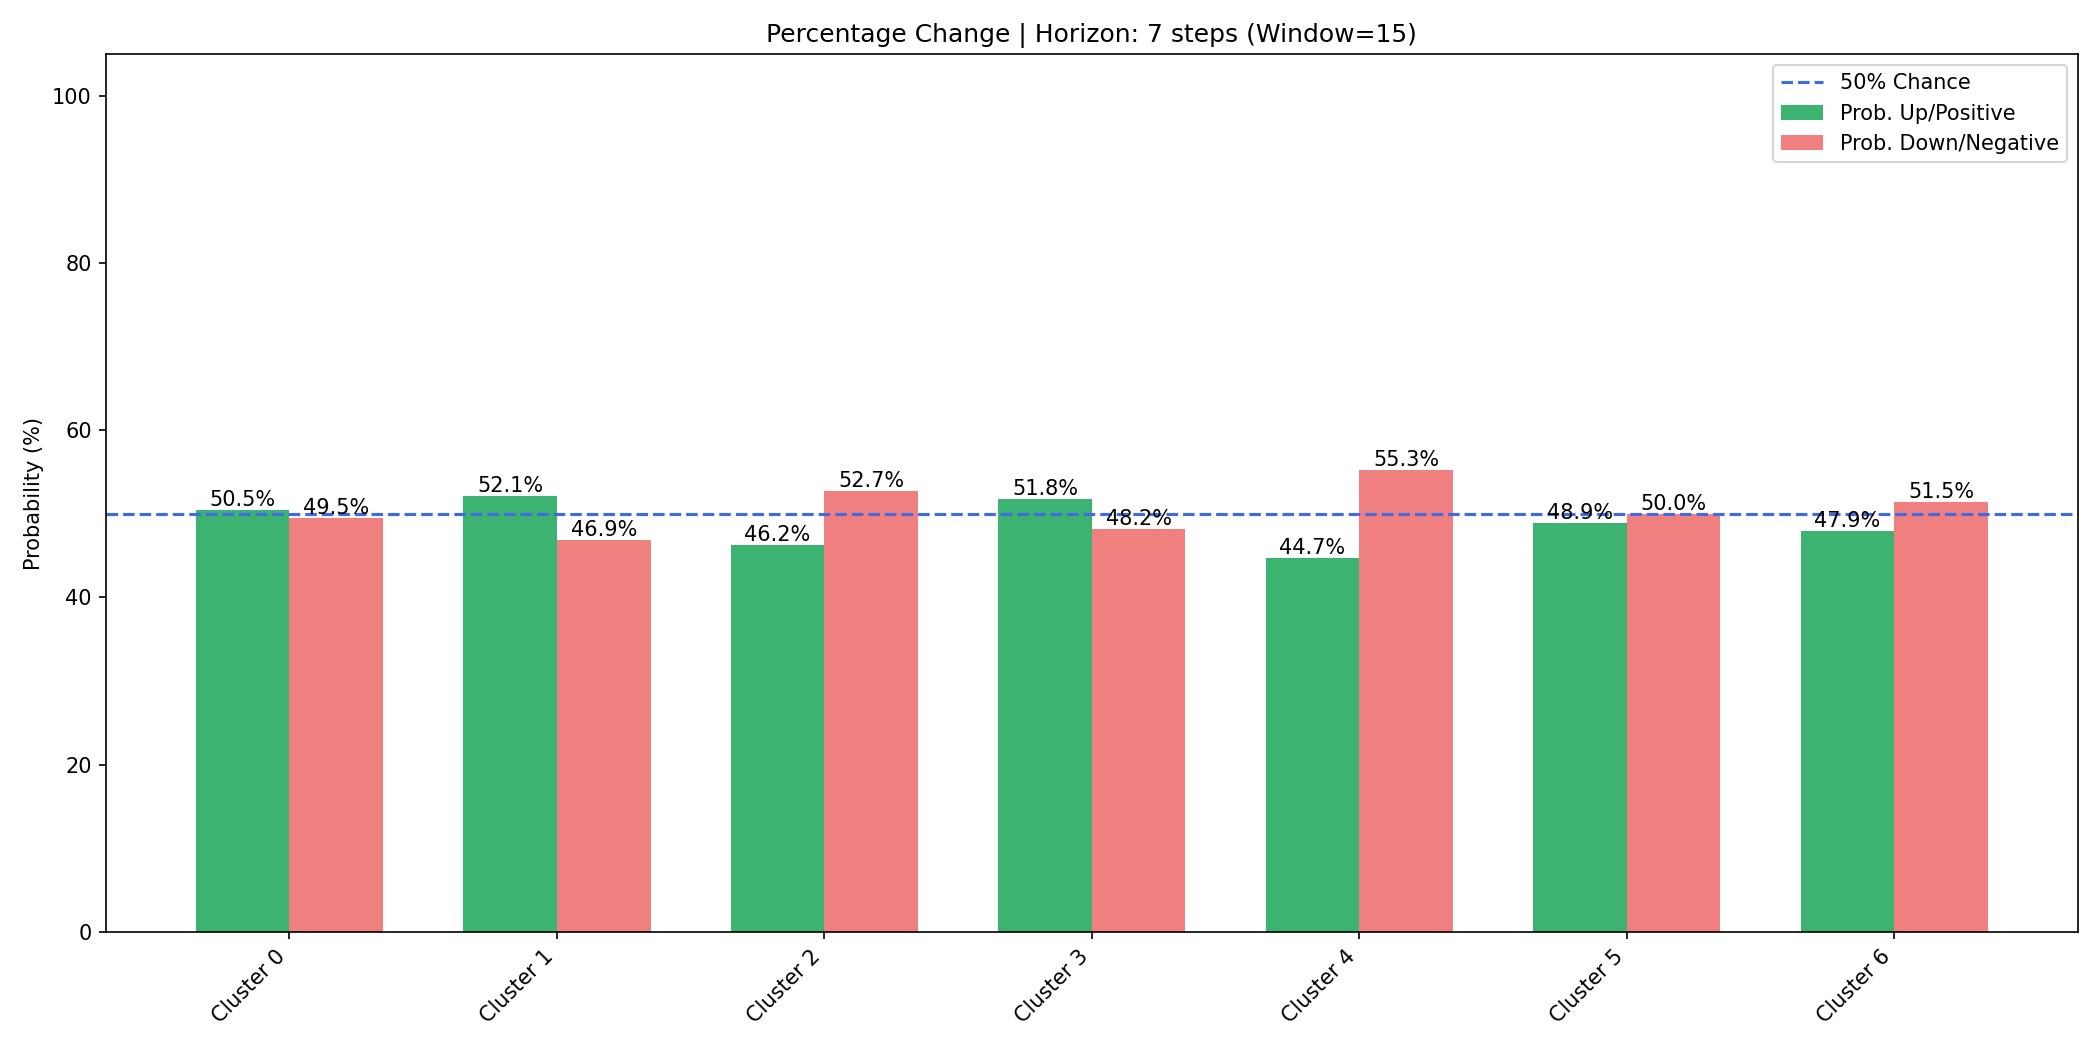 Percentage Change | Horizon: 7 steps (Window=15)
50% Chance
Prob. Up/Positive
Prob. Down/Negative
Probability (%)
100
80
60
40
20
0
50.5%
49.5%
52.1%
46.9%
46.2%
52.7%
51.8%
48.2%
44.7%
55.3%
48.9%
50.0%
47.9%
51.5%
Cluster 0
Cluster 1
Cluster 2
Cluster 3
Cluster 4
Cluster 5
Cluster 6